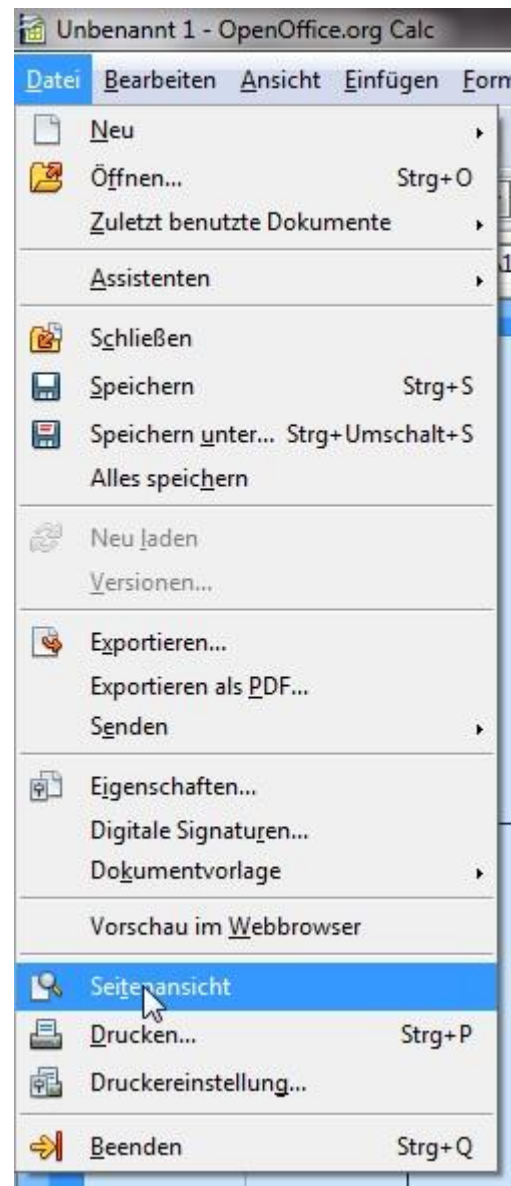 Unbenannt 1 - OpenOffice.org Calc
Datei Bearbeiten Ansicht Einfügen Form
Neu
Öffnen... Strg+O
Zuletzt benutzte Dokumente
Assistenten
Schließen
Speichern Strg+S
Speichern unter... Strg+Umschalt+S
Alles speichern
Neu laden
Versionen...
Exportieren...
Exportieren als PDF...
Senden
Eigenschaften...
Digitale Signaturen...
Dokumentvorlage
Vorschau im Webbrowser
Seitenansicht
Drucken... Strg+P
Druckereinstellung...
Beenden Strg+Q